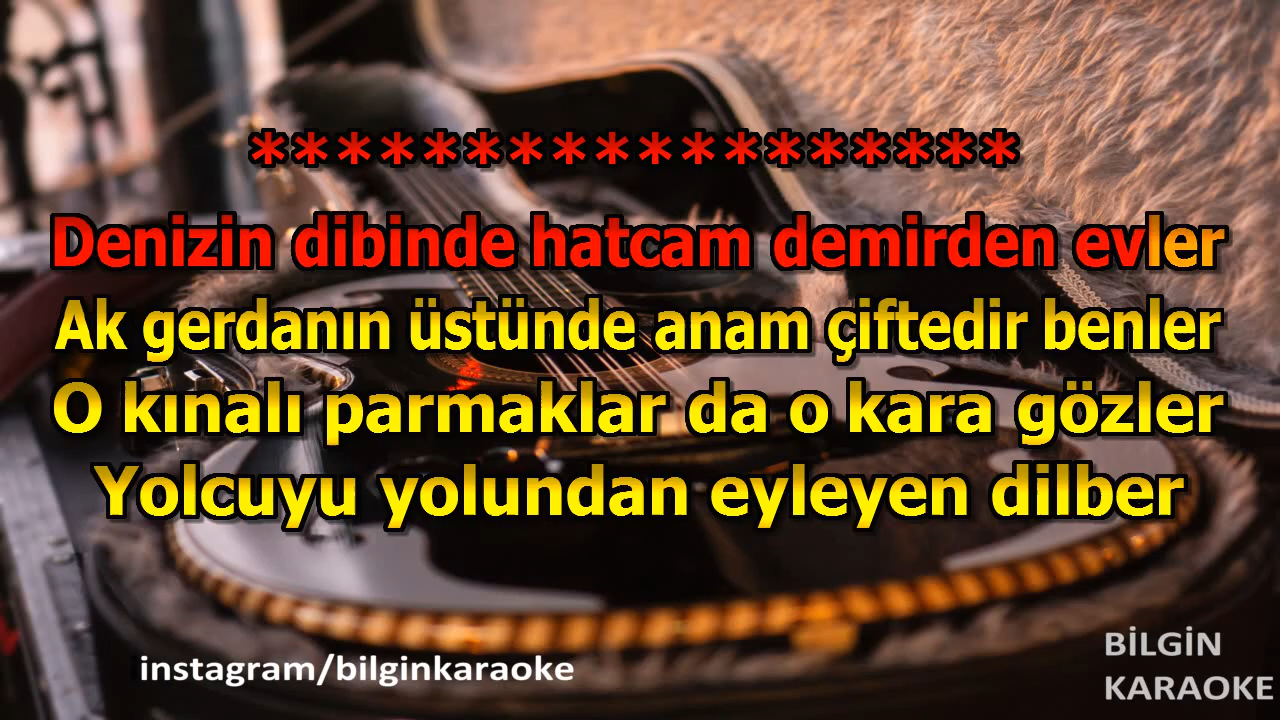 ******************
Denizin dibinde hatcam demirden evler
Ak gerdanın üstünde anam çiftedir benler
O kınalı parmaklar da o kara gözler
Yolcuyu yolundan eyleyen dilber
instagram/bilginkaraoke
BİLGİN
KARAOKE